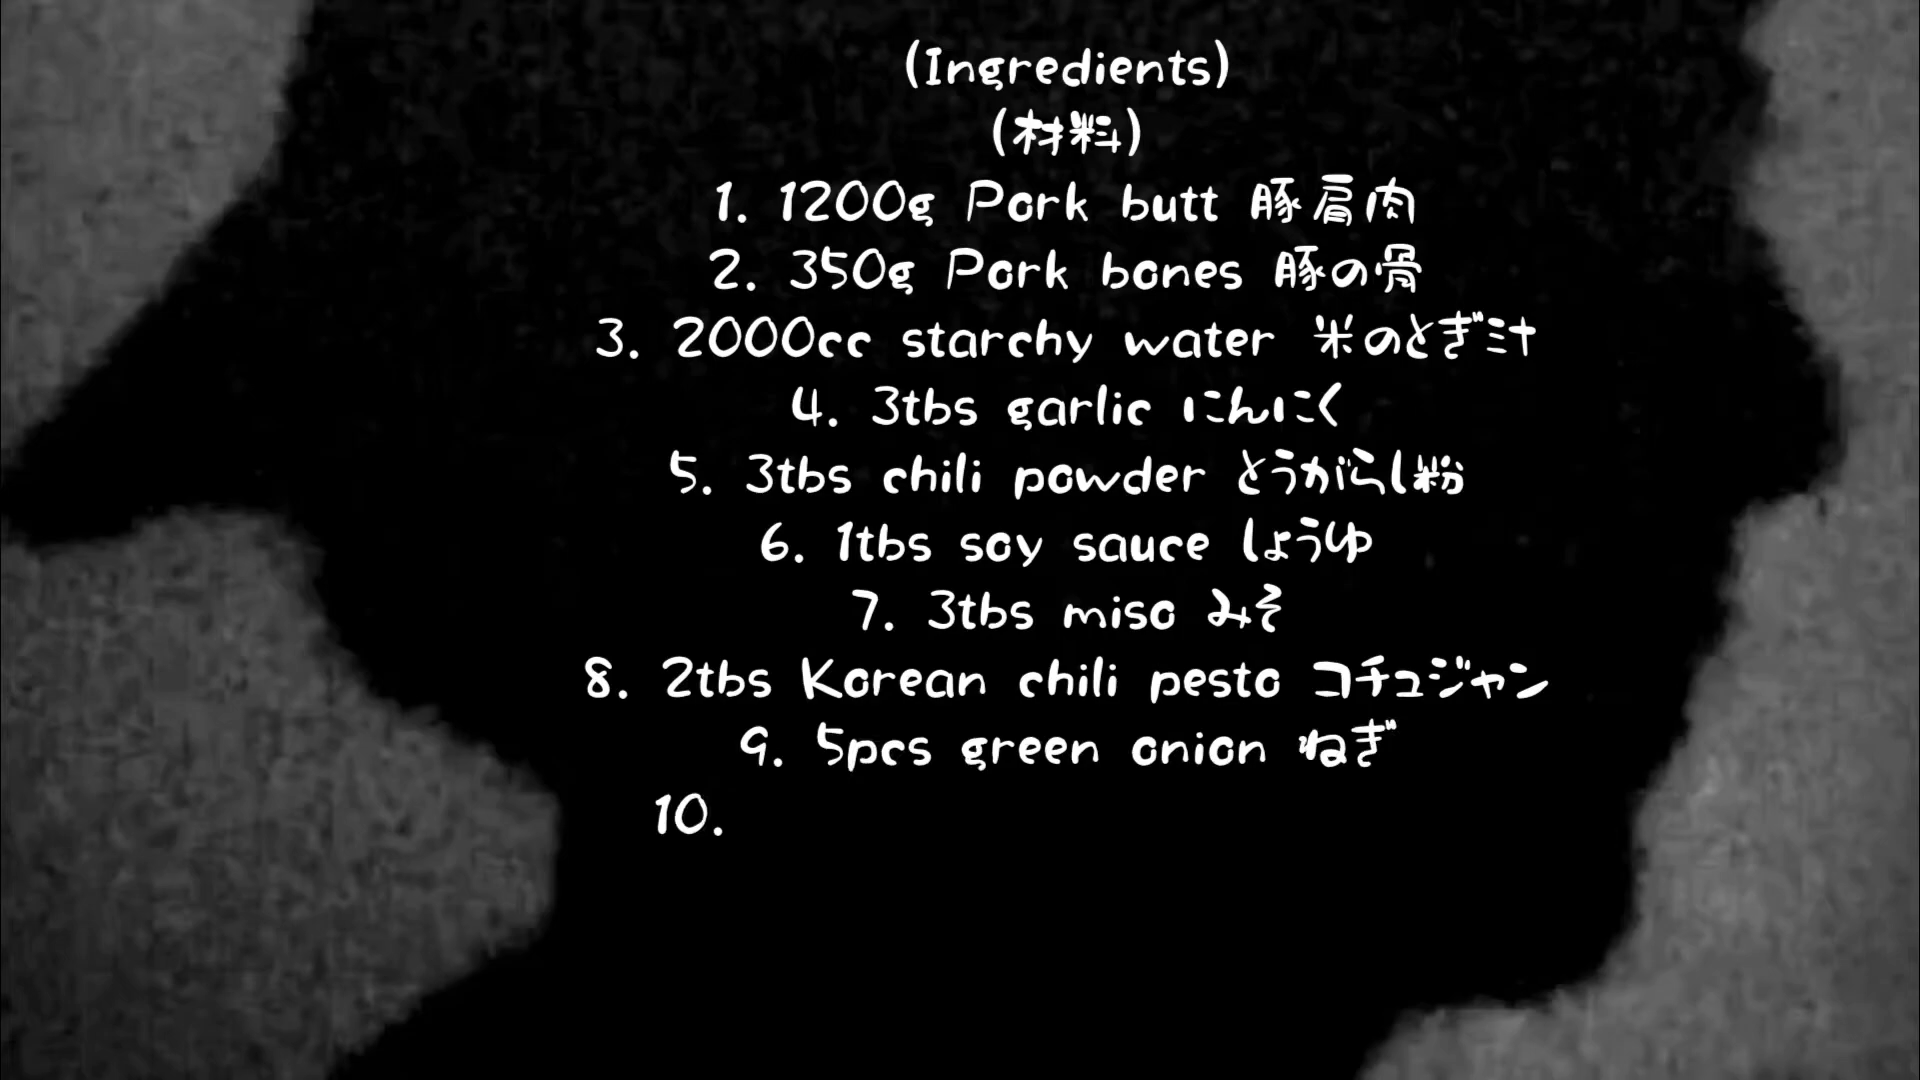 (Ingredients)
(材料)
1. 1200g Pork butt 豚肩肉
2. 350g Pork bones 豚の骨
3. 2000cc starchy water 米のとぎ汁
4. 3tbs garlic にんにく
5. 3tbs chili powder とうがらし粉
6. 1tbs soy sauce しょうゆ
7. 3tbs miso みそ
8. 2tbs Korean chili pesto コチュジャン
9. 5pcs green onion ねぎ
10.